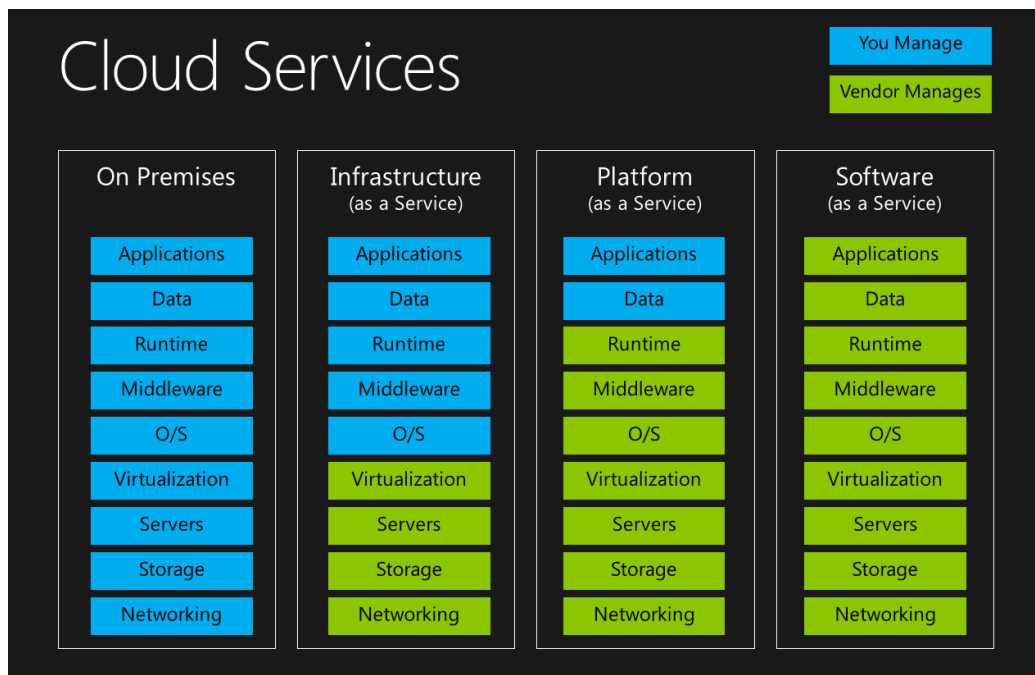 Cloud Services
You Manage
Vendor Manages
On Premises
Applications
Data
Runtime
Middleware
O/S
Virtualization
Servers
Storage
Networking
Infrastructure
(as a Service)
Applications
Data
Runtime
Middleware
O/S
Virtualization
Servers
Storage
Networking
Platform
(as a Service)
Applications
Data
Runtime
Middleware
O/S
Virtualization
Servers
Storage
Networking
Software
(as a Service)
Applications
Data
Runtime
Middleware
O/S
Virtualization
Servers
Storage
Networking